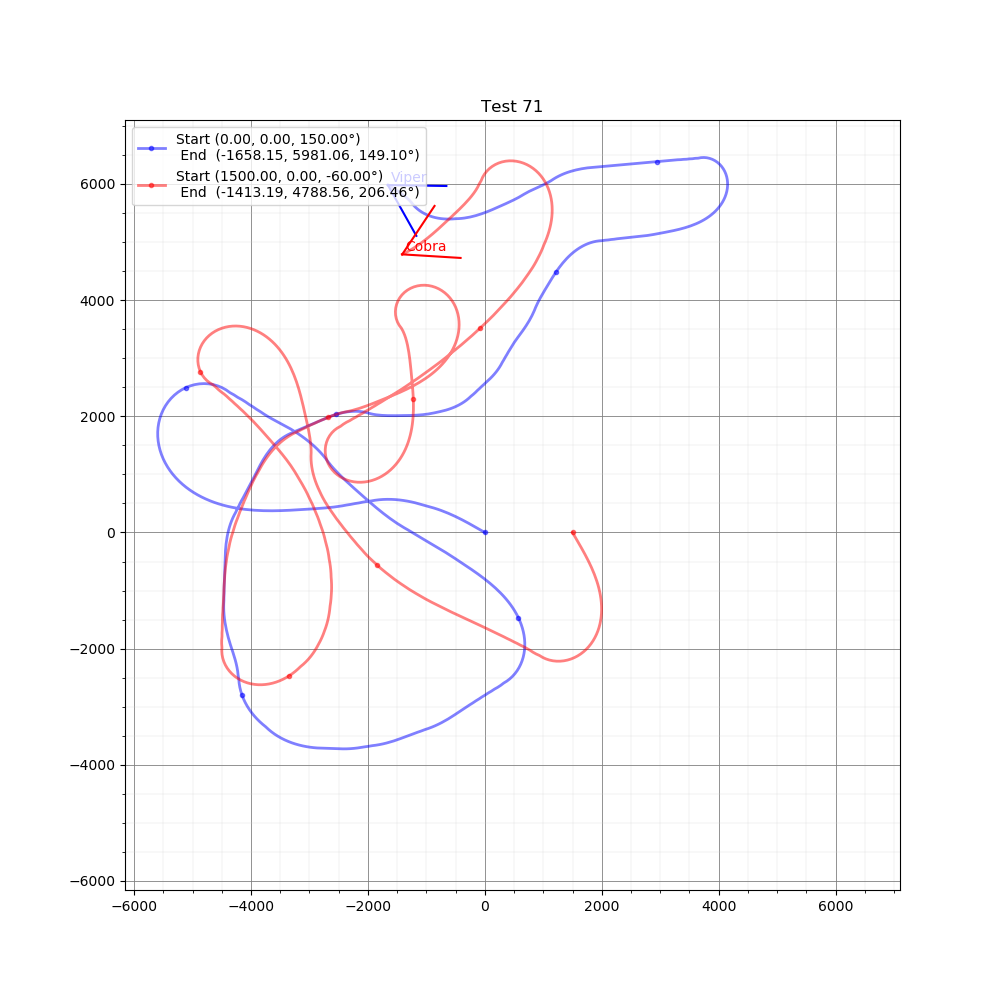 Test 71
Start (0.00, 0.00, 150.00°)
End (-1658.15, 5981.06, 149.10°)
Start (1500.00, 0.00, -60.00°)
End (-1413.19, 4788.56, 206.46°)
Viper
Cobra
6000
4000
2000
0
−2000
−4000
−6000
−6000 −4000 −2000 0 2000 4000 6000